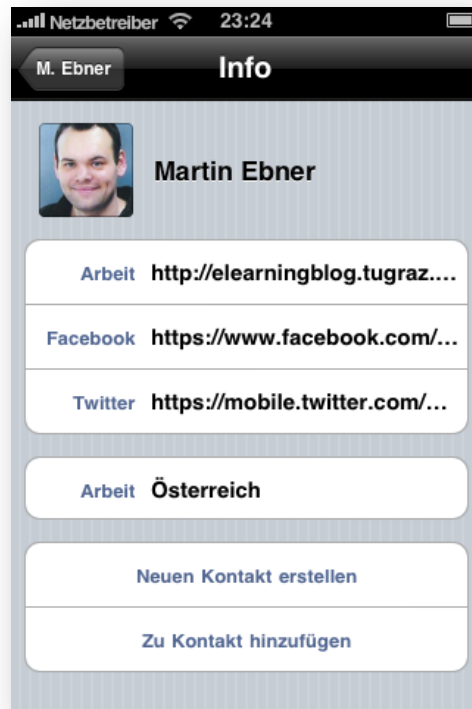 Netzbetreiber 23:24
M. Ebner Info
Martin Ebner
Arbeit http://elearningblog.tugraz....
Facebook https://www.facebook.com/...
Twitter https://mobile.twitter.com/...
Arbeit Österreich
Neuen Kontakt erstellen
Zu Kontakt hinzufügen